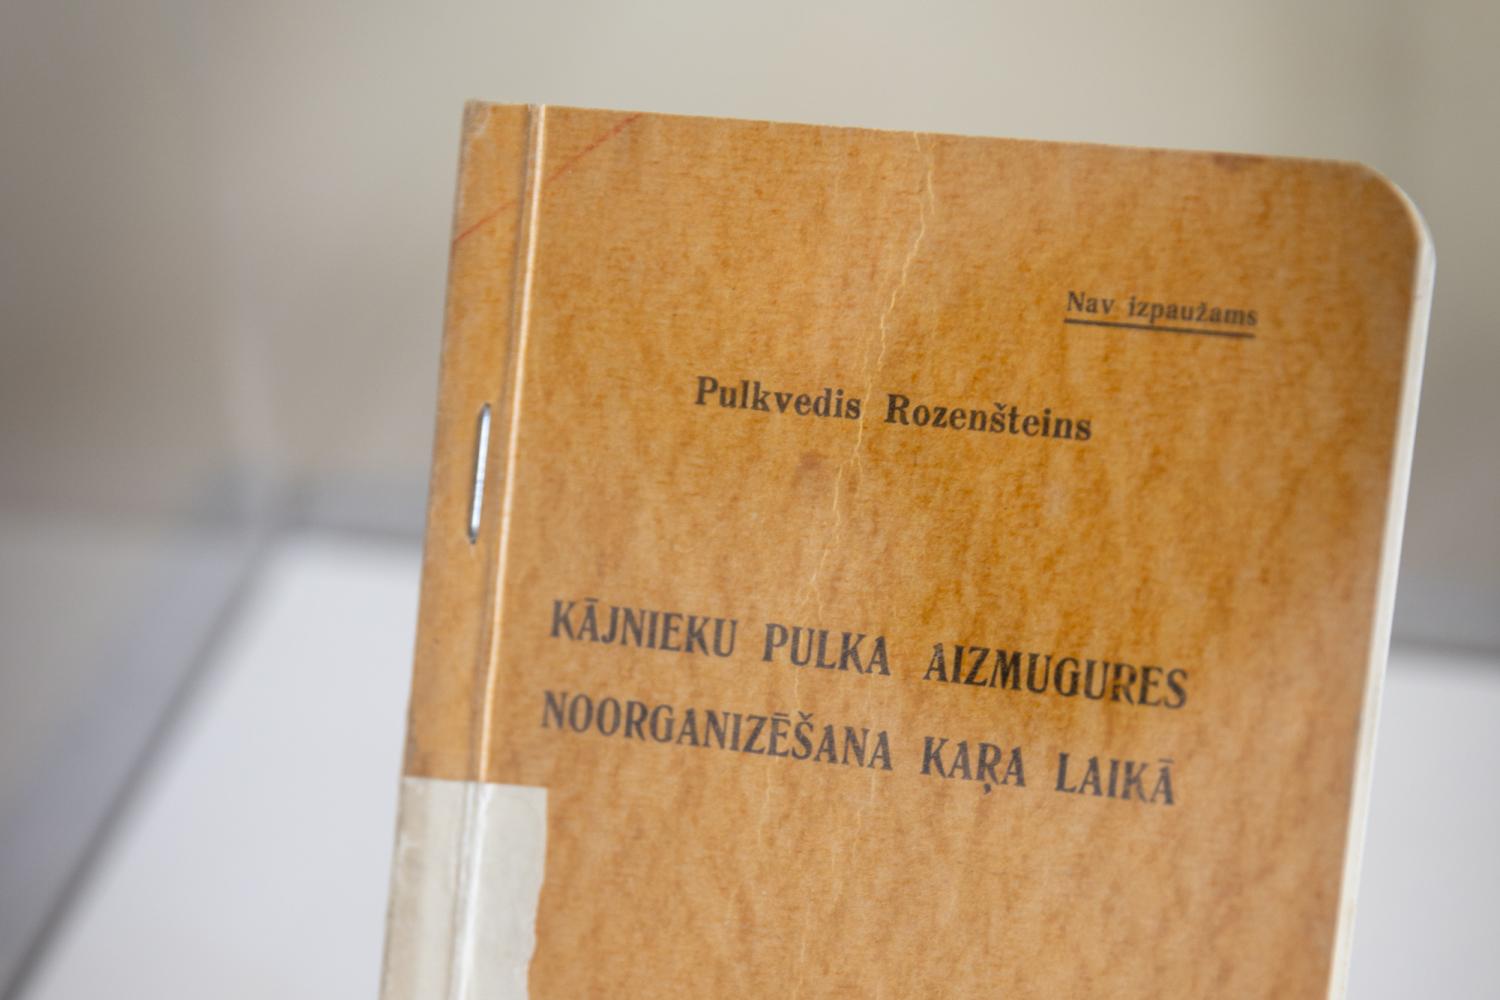 Nav izpaužams
Pulkvedis Rozenšteins
KĀJNIEKU PULKA AIZMUGURES
NOORGANIZĒŠANA KAŖA LAIKĀ